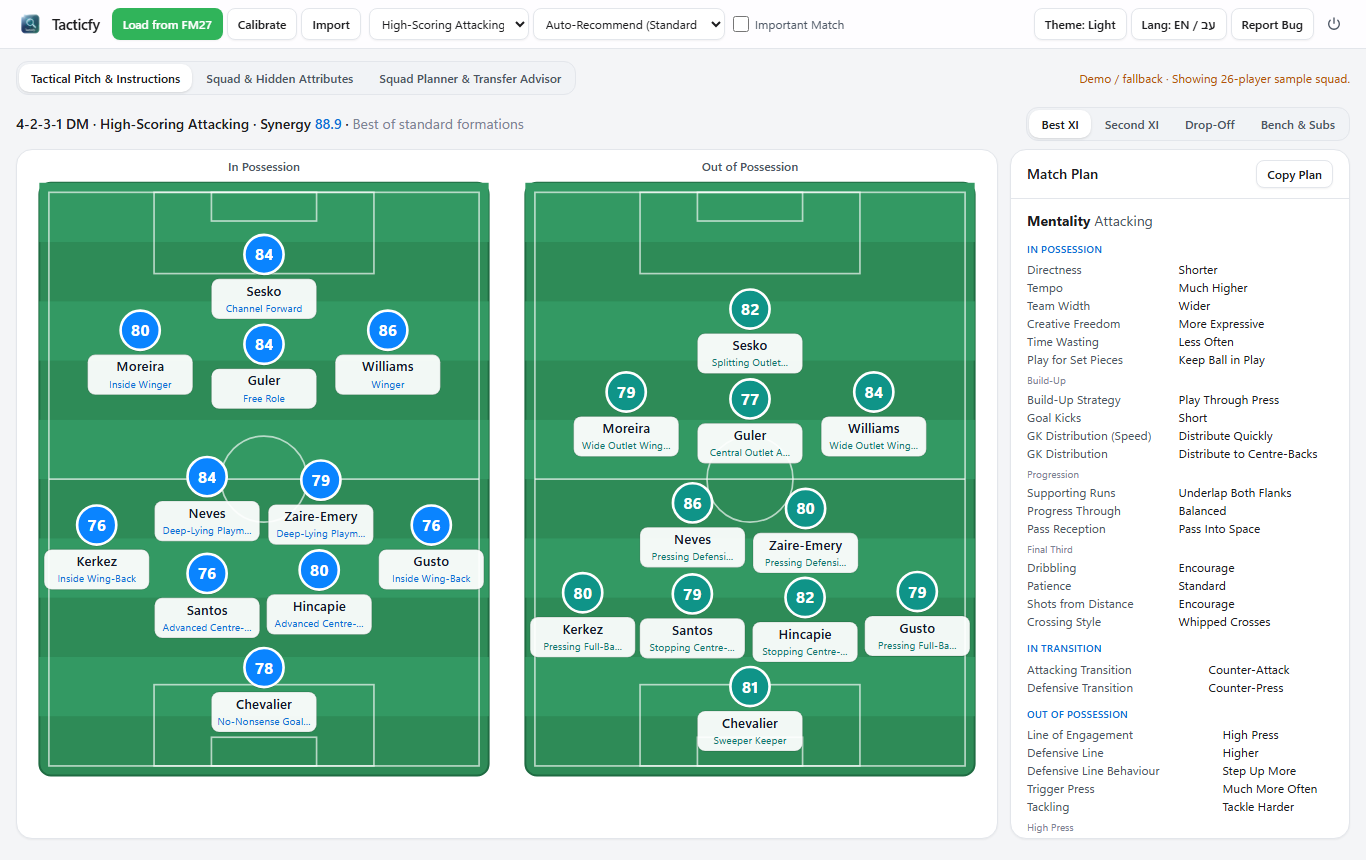 Tacticfy
Load from FM27
Calibrate
Import
High-Scoring Attacking
Auto-Recommend (Standard
Important Match
Theme: Light
Lang: EN / עב
Report Bug
Tactical Pitch & Instructions
Squad & Hidden Attributes
Squad Planner & Transfer Advisor
Demo / fallback · Showing 26-player sample squad.
4-2-3-1 DM · High-Scoring Attacking · Synergy 88.9 · Best of standard formations
Best XI
Second XI
Drop-Off
Bench & Subs
In Possession
84
Sesko
Channel Forward
80
Moreira
Inside Winger
84
Guler
Free Role
86
Williams
Winger
84
Neves
Deep-Lying Playm...
79
Zaire-Emery
Deep-Lying Playm...
76
Kerkez
Inside Wing-Back
76
Santos
Advanced Centre-...
80
Hincapie
Advanced Centre-...
76
Gusto
Inside Wing-Back
78
Chevalier
No-Nonsense Goal...
Out of Possession
82
Sesko
Splitting Outlet...
79
Moreira
Wide Outlet Wing...
77
Guler
Central Outlet A...
84
Williams
Wide Outlet Wing...
86
Neves
Pressing Defensi...
80
Zaire-Emery
Pressing Defensi...
80
Kerkez
Pressing Full-Ba...
79
Santos
Stopping Centre-...
82
Hincapie
Stopping Centre-...
79
Gusto
Pressing Full-Ba...
81
Chevalier
Sweeper Keeper
Match Plan
Copy Plan
Mentality Attacking
IN POSSESSION
Directness Shorter
Tempo Much Higher
Team Width Wider
Creative Freedom More Expressive
Time Wasting Less Often
Play for Set Pieces Keep Ball in Play
Build-Up
Build-Up Strategy Play Through Press
Goal Kicks Short
GK Distribution (Speed) Distribute Quickly
GK Distribution Distribute to Centre-Backs
Progression
Supporting Runs Underlap Both Flanks
Progress Through Balanced
Pass Reception Pass Into Space
Final Third
Dribbling Encourage
Patience Standard
Shots from Distance Encourage
Crossing Style Whipped Crosses
IN TRANSITION
Attacking Transition Counter-Attack
Defensive Transition Counter-Press
OUT OF POSSESSION
Line of Engagement High Press
Defensive Line Higher
Defensive Line Behaviour Step Up More
Trigger Press Much More Often
Tackling Tackle Harder
High Press